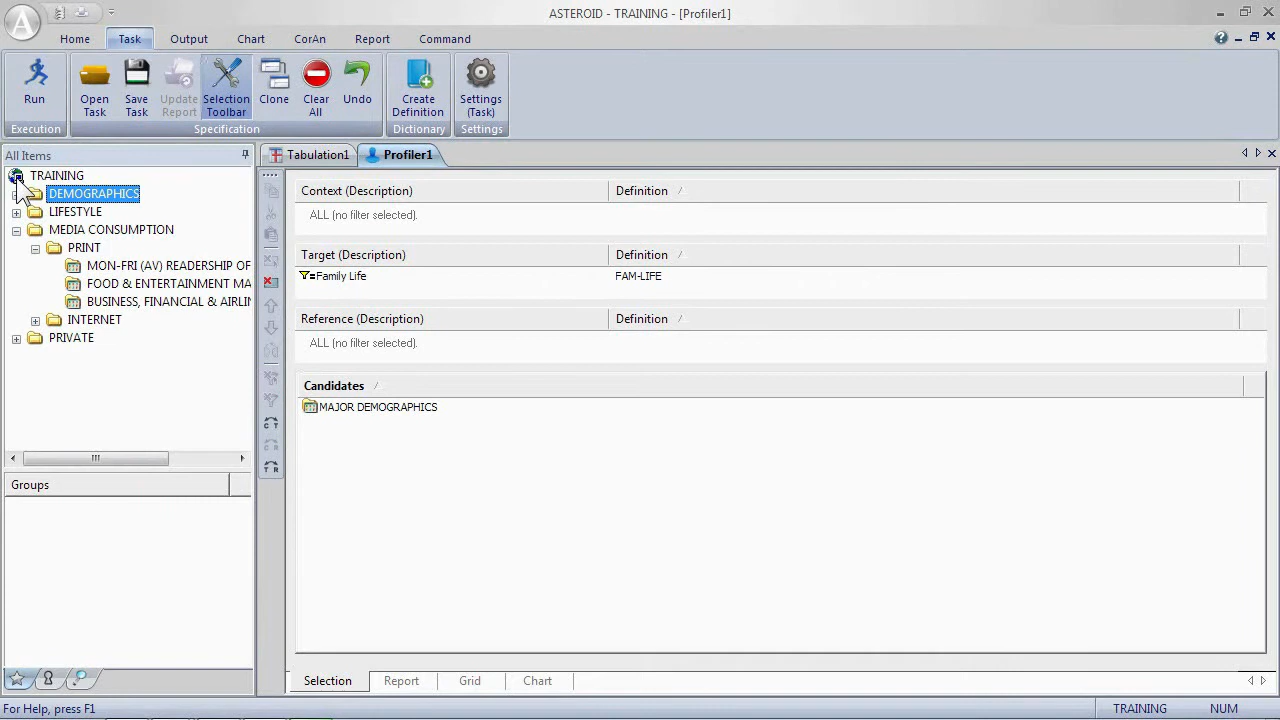 ASTEROID - TRAINING - [Profiler1]
A
Home Task Output Chart CorAn Report Command
Run
Open Task
Save Task
Update Report
Selection Toolbar
Clone
Clear All
Undo
Create Definition
Settings (Task)
Execution Specification Dictionary Settings
All Items
Tabulation1 Profiler1
TRAINING
DEMOGRAPHICS
LIFESTYLE
MEDIA CONSUMPTION
PRINT
MON-FRI (AV) READERSHIP OF
FOOD & ENTERTAINMENT MA
BUSINESS, FINANCIAL & AIRLIN
INTERNET
PRIVATE
Groups
Context (Description) Definition
ALL (no filter selected).
Target (Description) Definition
=Family Life FAM-LIFE
Reference (Description) Definition
ALL (no filter selected).
Candidates
MAJOR DEMOGRAPHICS
C T
C R
T R
Selection Report Grid Chart
For Help, press F1 TRAINING NUM